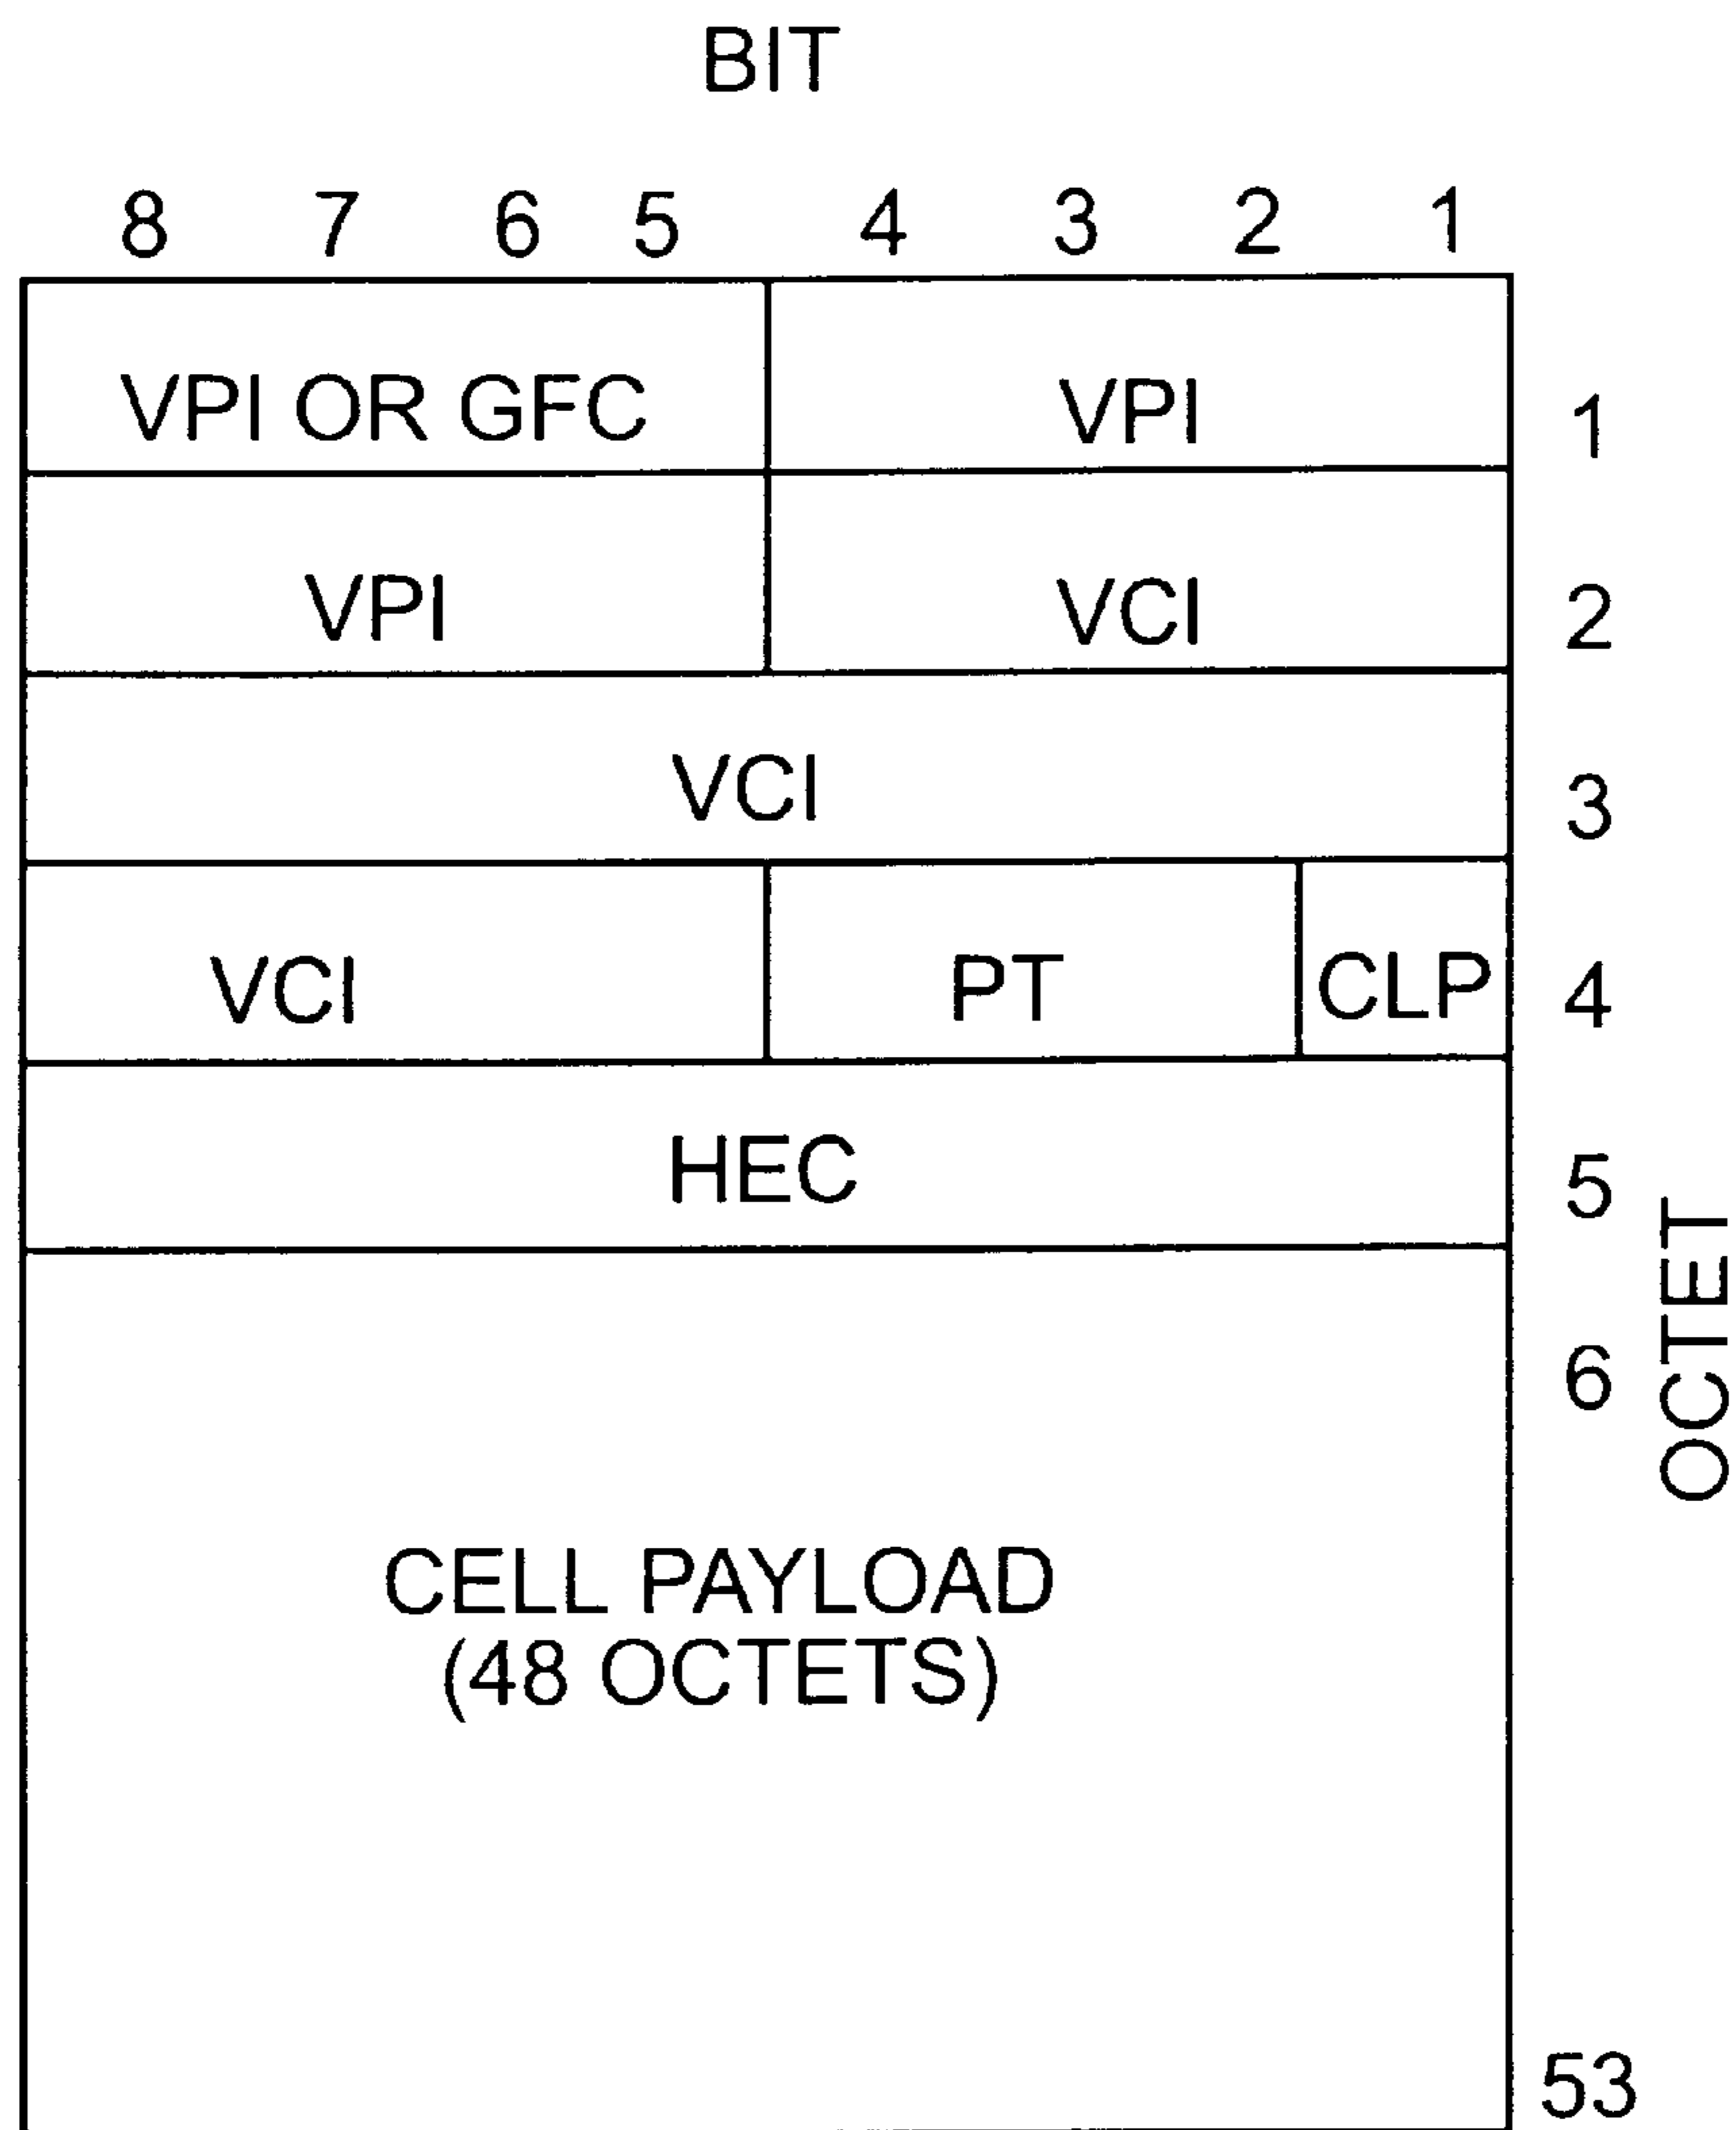 BIT
8 7 6 5 4 3 2 1
VPI OR GFC VPI 1
VPI VCI 2
VCI 3
VCI PT CLP 4
HEC 5
6
OCTET
CELL PAYLOAD
(48 OCTETS)
53